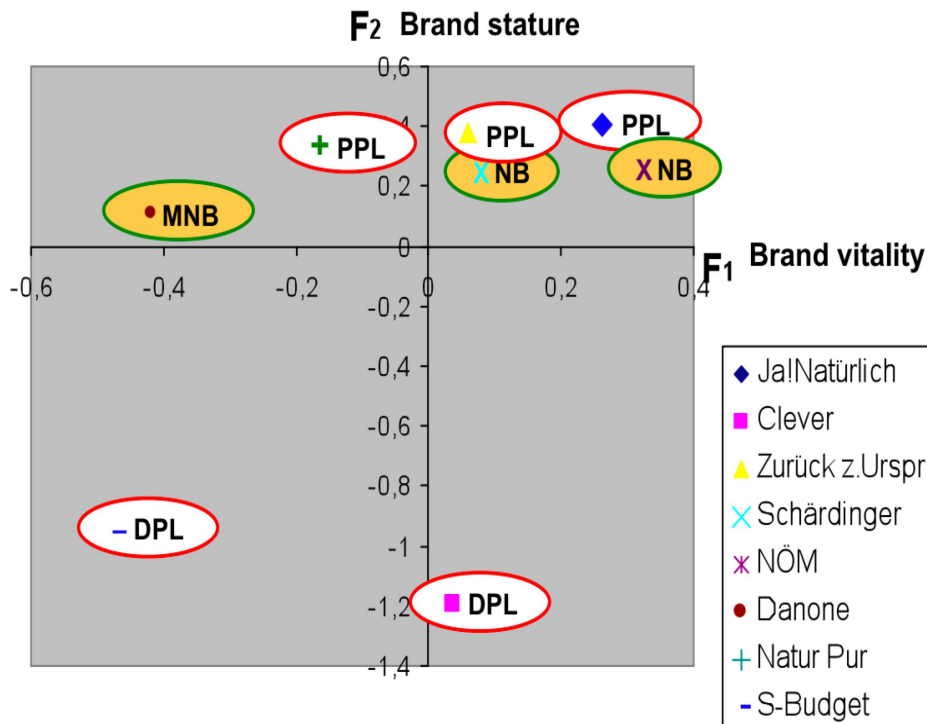 F2 Brand stature
0,6
0,4
0,2
0
-0,2
-0,4
-0,6
-0,8
-1
-1,2
-1,4
-0,6 -0,4 -0,2 0 0,2 0,4
F1 Brand vitality
PPL
PPL
PPL
NB
NB
MNB
DPL
DPL
Ja!Natürlich
Clever
Zurück z.Urspr
Schärdinger
NÖM
Danone
Natur Pur
S-Budget